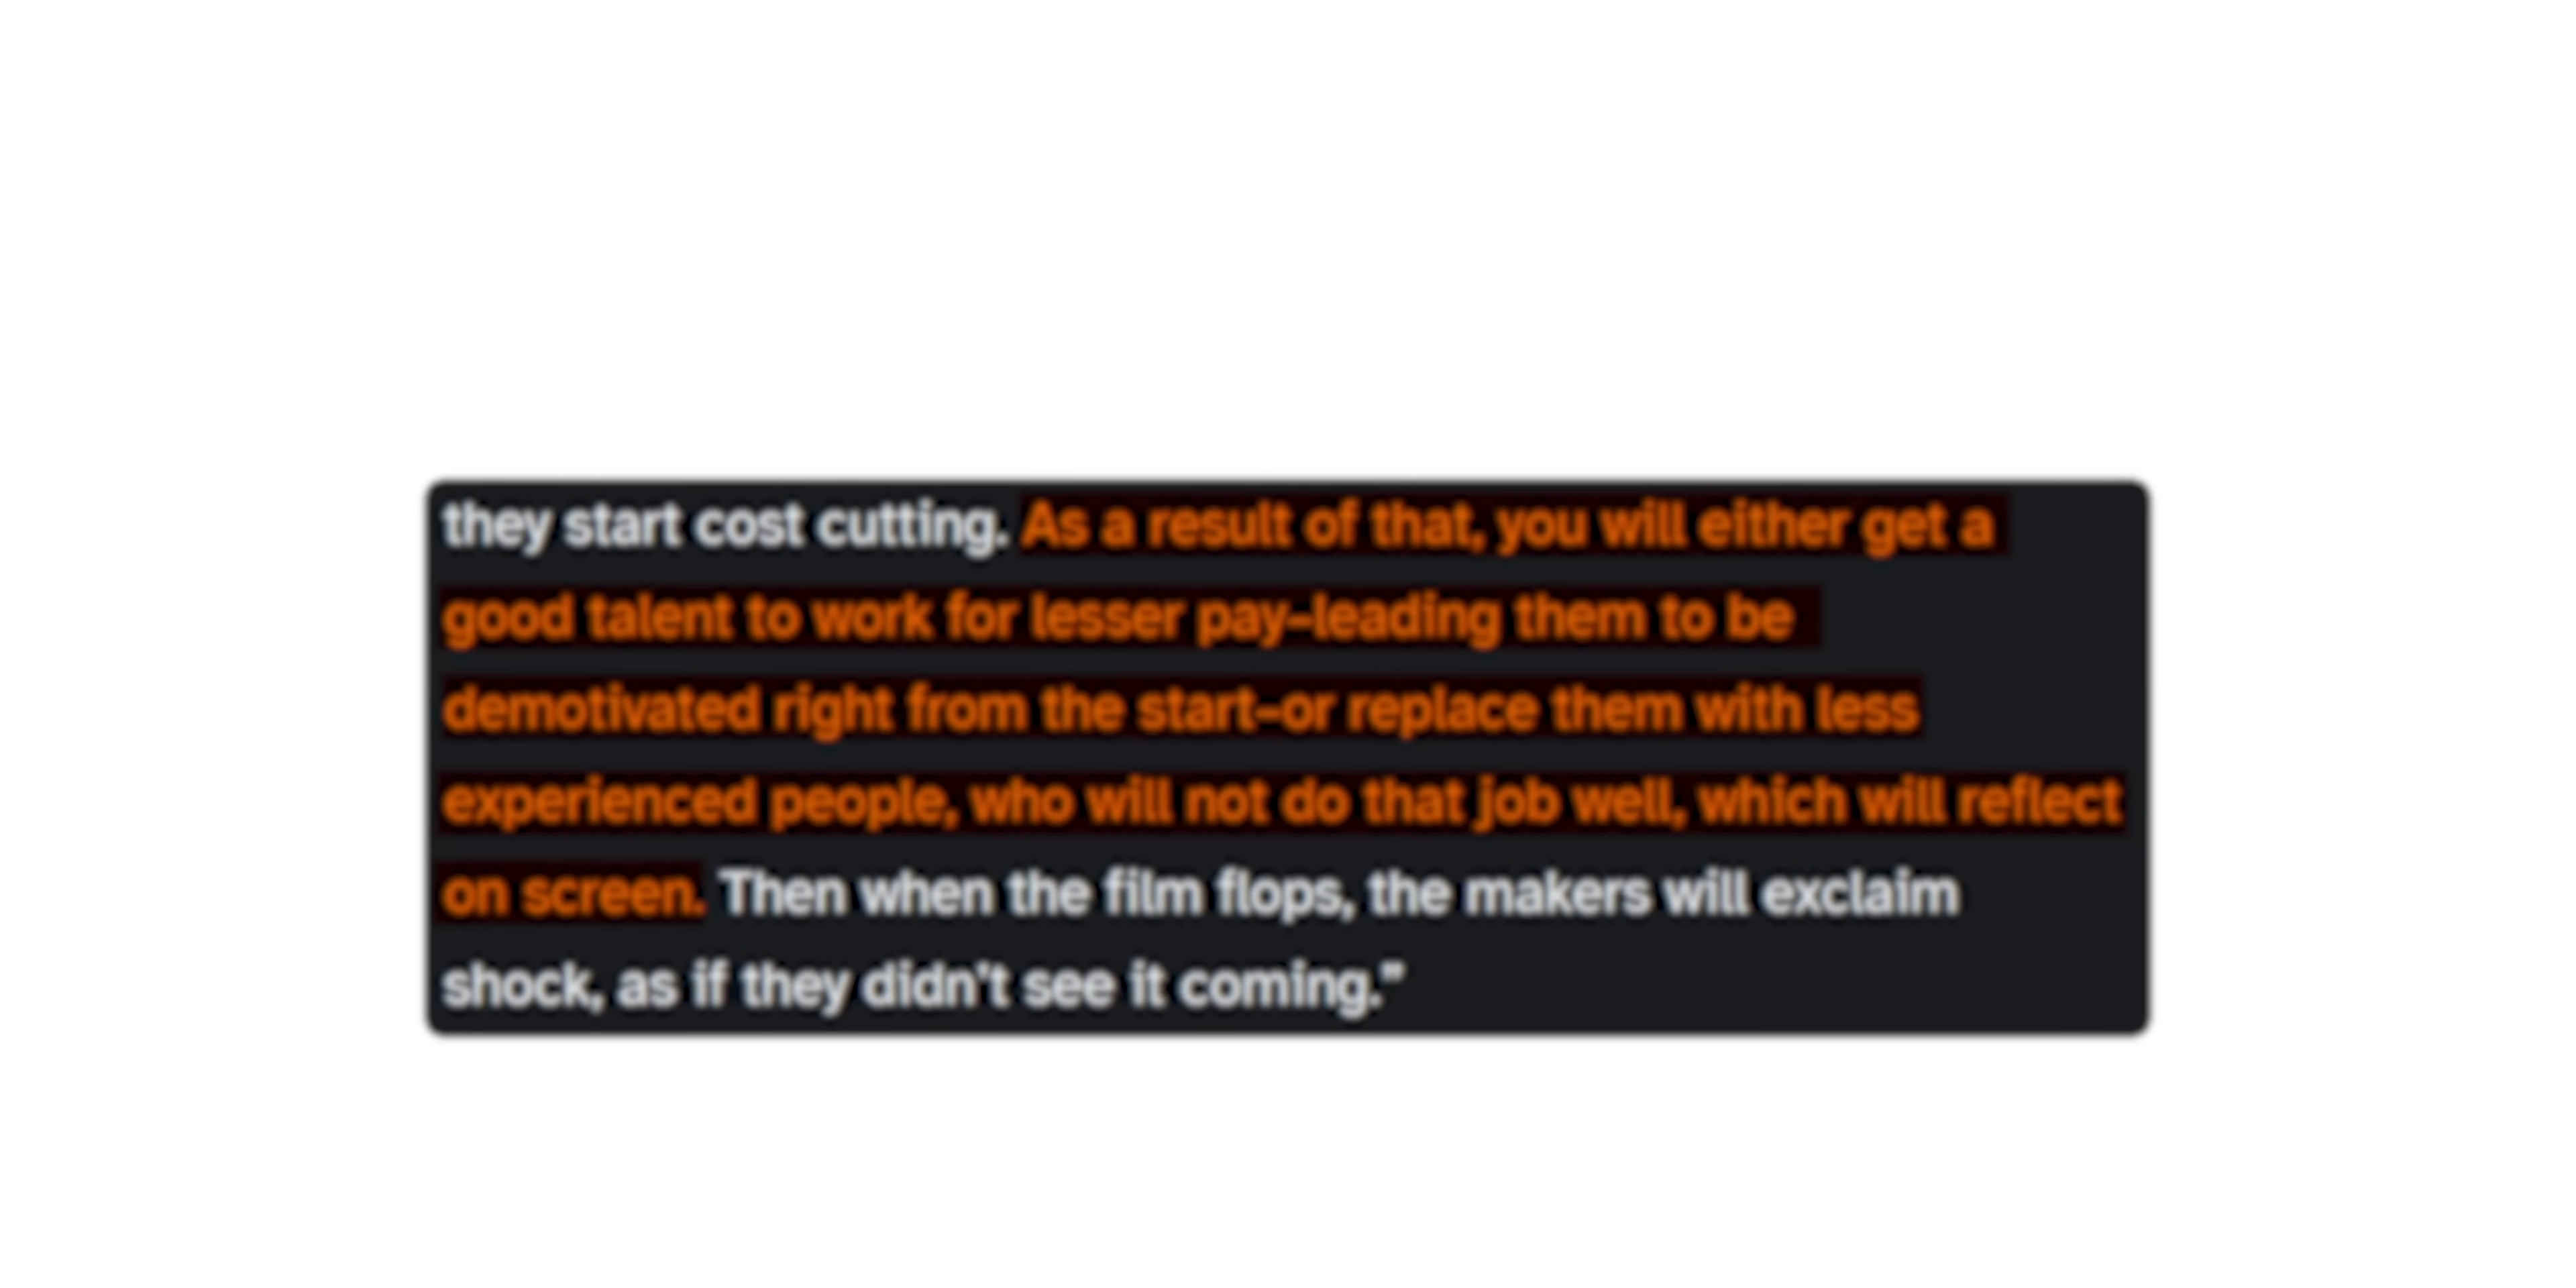 they start cost cutting. As a result of that, you will either get a
good talent to work for lesser pay–leading them to be
demotivated right from the start–or replace them with less
experienced people, who will not do that job well, which will reflect
on screen. Then when the film flops, the makers will exclaim
shock, as if they didn't see it coming."